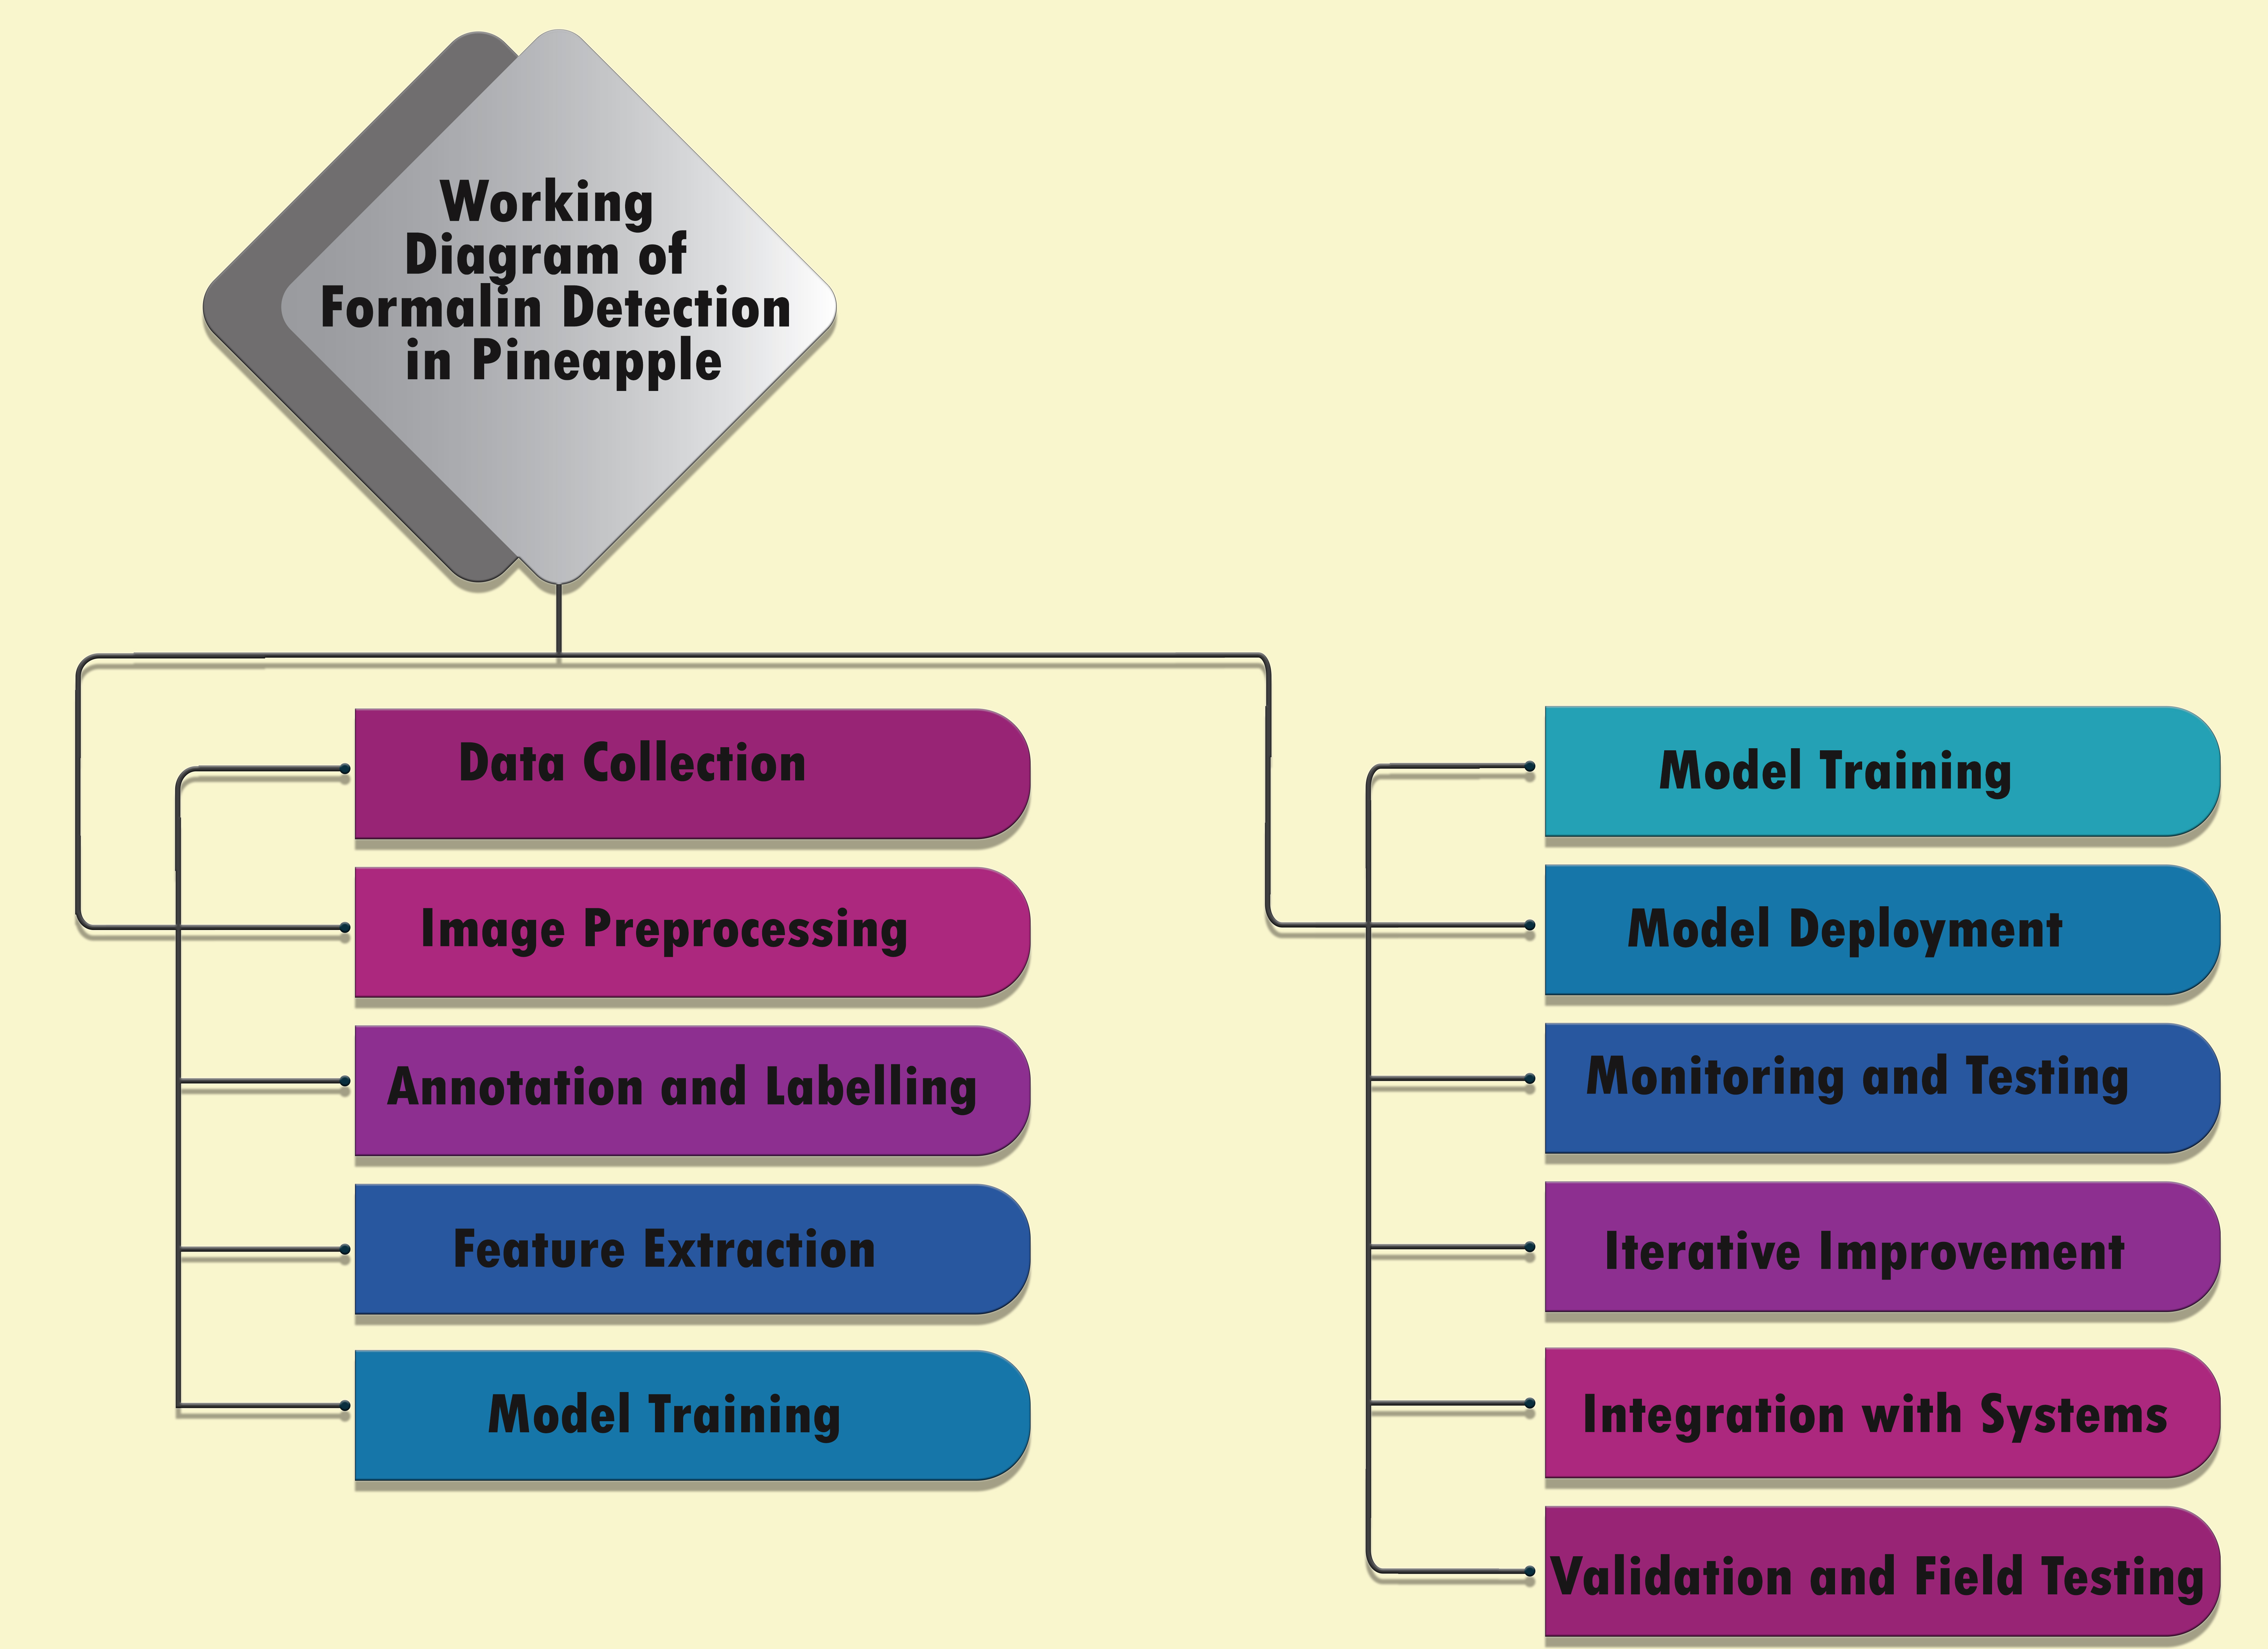 Working
Diagram of
Formalin Detection
in Pineapple
Data Collection
Image Preprocessing
Annotation and Labelling
Feature Extraction
Model Training
Model Training
Model Deployment
Monitoring and Testing
Iterative Improvement
Integration with Systems
Validation and Field Testing